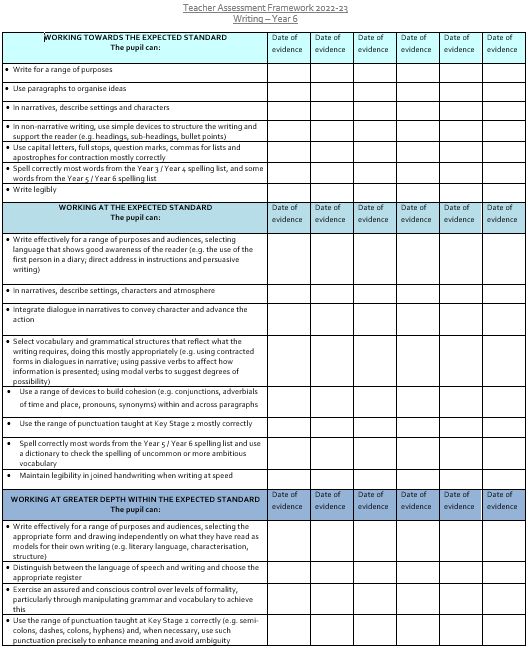 Teacher Assessment Framework 2022-23
Writing – Year 6
WORKING TOWARDS THE EXPECTED STANDARD
The pupil can:
Date of evidence
Date of evidence
Date of evidence
Date of evidence
Date of evidence
Date of evidence
• Write for a range of purposes
• Use paragraphs to organise ideas
• In narratives, describe settings and characters
• In non-narrative writing, use simple devices to structure the writing and
support the reader (e.g. headings, sub-headings, bullet points)
• Use capital letters, full stops, question marks, commas for lists and
apostrophes for contraction mostly correctly
• Spell correctly most words from the Year 3 / Year 4 spelling list, and some
words from the Year 5 / Year 6 spelling list
• Write legibly
WORKING AT THE EXPECTED STANDARD
The pupil can:
Date of evidence
Date of evidence
Date of evidence
Date of evidence
Date of evidence
Date of evidence
• Write effectively for a range of purposes and audiences, selecting
language that shows good awareness of the reader (e.g. the use of the
first person in a diary; direct address in instructions and persuasive
writing)
• In narratives, describe settings, characters and atmosphere
• Integrate dialogue in narratives to convey character and advance the
action
• Select vocabulary and grammatical structures that reflect what the
writing requires, doing this mostly appropriately (e.g. using contracted
forms in dialogues in narrative; using passive verbs to affect how
information is presented; using modal verbs to suggest degrees of
possibility)
• Use a range of devices to build cohesion (e.g. conjunctions, adverbials
of time and place, pronouns, synonyms) within and across paragraphs
• Use the range of punctuation taught at Key Stage 2 mostly correctly
• Spell correctly most words from the Year 5 / Year 6 spelling list and use
a dictionary to check the spelling of uncommon or more ambitious
vocabulary
• Maintain legibility in joined handwriting when writing at speed
WORKING AT GREATER DEPTH WITHIN THE EXPECTED STANDARD
The pupil can:
Date of evidence
Date of evidence
Date of evidence
Date of evidence
Date of evidence
Date of evidence
• Write effectively for a range of purposes and audiences, selecting the
appropriate form and drawing independently on what they have read as
models for their own writing (e.g. literary language, characterisation,
structure)
• Distinguish between the language of speech and writing and choose the
appropriate register
• Exercise an assured and conscious control over levels of formality,
particularly through manipulating grammar and vocabulary to achieve
this
• Use the range of punctuation taught at Key Stage 2 correctly (e.g. semi-
colons, dashes, colons, hyphens) and, when necessary, use such
punctuation precisely to enhance meaning and avoid ambiguity